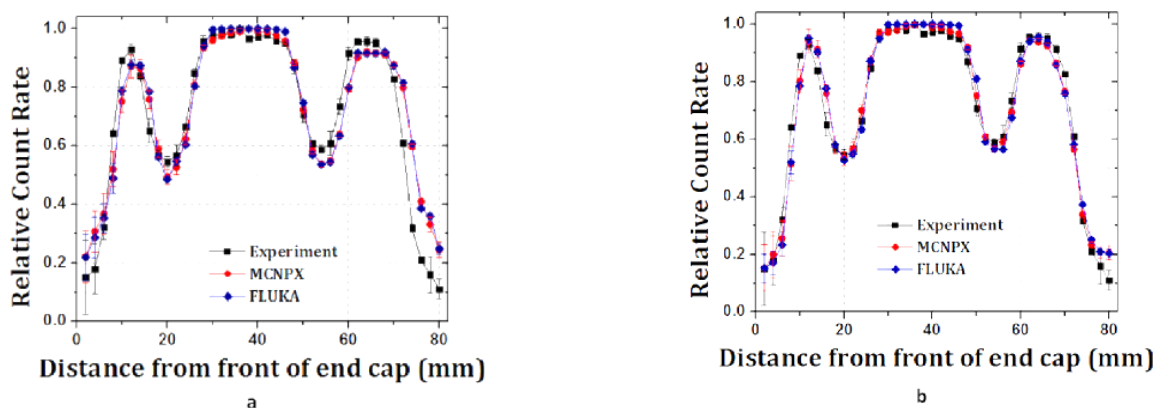 1.0
0.8
0.6
0.4
0.2
0.0
Relative Count Rate
Experiment
MCNPX
FLUKA
0 20 40 60 80
Distance from front of end cap (mm)
a
1.0
0.8
0.6
0.4
0.2
0.0
Relative Count Rate
Experiment
MCNPX
FLUKA
0 20 40 60 80
Distance from front of end cap (mm)
b